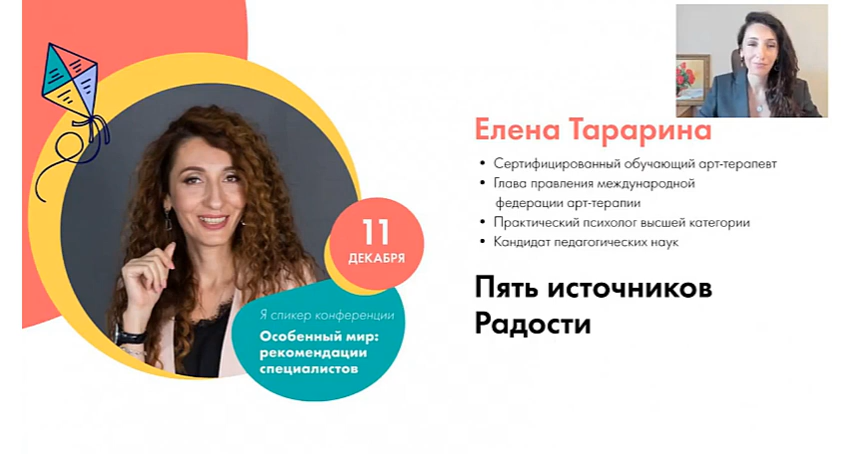 Елена Тарарина
• Сертифицированный обучающий арт-терапевт
• Глава правления международной
федерации арт-терапии
• Практический психолог высшей категории
• Кандидат педагогических наук
11
ДЕКАБРЯ
Пять источников
Радости
Я спикер конференции
Особенный мир:
рекомендации
специалистов